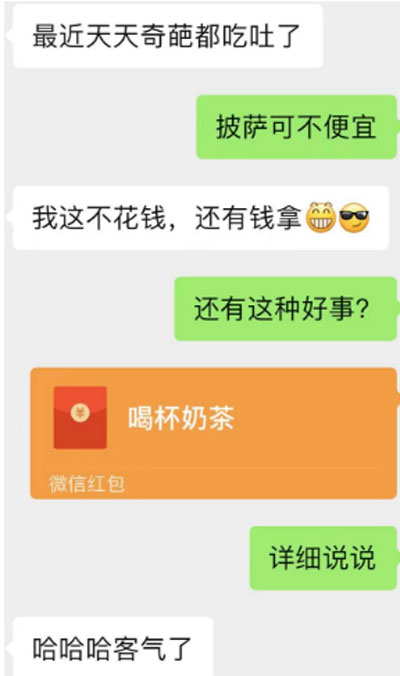 最近天天奇葩都吃吐了
披萨可不便宜
我这不花钱，还有钱拿😁😎
还有这种好事？
喝杯奶茶
微信红包
详细说说
哈哈哈客气了